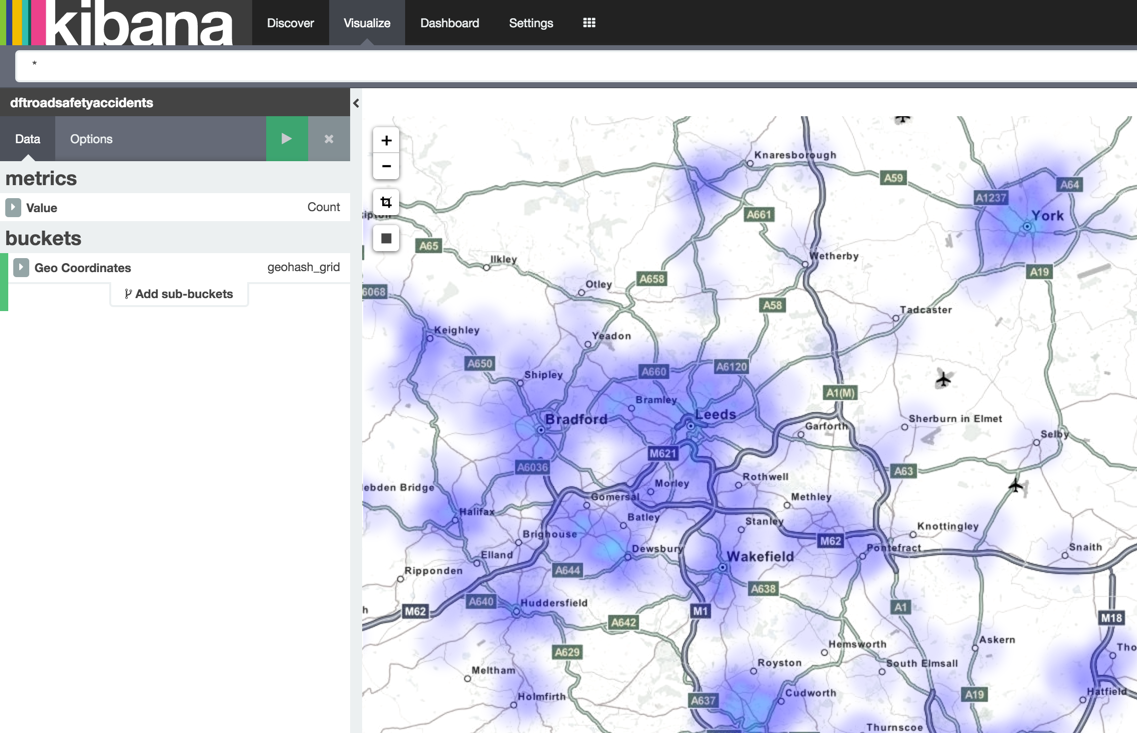 kibana
Discover
Visualize
Dashboard
Settings
*
dftroadsafetyaccidents
Data
Options
metrics
Value
Count
buckets
Geo Coordinates
geohash_grid
Add sub-buckets
+
−
Knaresborough
A59
A1237
A64
York
A661
A65
Ilkley
Wetherby
A19
A658
Otley
6068
A58
Tadcaster
Keighley
Yeadon
A650
Shipley
A660
A6120
A1(M)
Bramley
Bradford
Leeds
Garforth
Sherburn in Elmet
Selby
M621
A6036
A63
ebden Bridge
Morley
Rothwell
Gomersal
Methley
Halifax
Batley
Stanley
Knottingley
Brighouse
M62
Elland
Dewsbury
Wakefield
Pontefract
Snaith
Ripponden
A644
A638
M62
A640
Huddersfield
M1
A1
M18
h
A642
Hemsworth
Askern
Tho
A629
Royston
South Elmsall
Meltham
Holmfirth
A637
Cudworth
A19
Hatfield
Thurnscoe